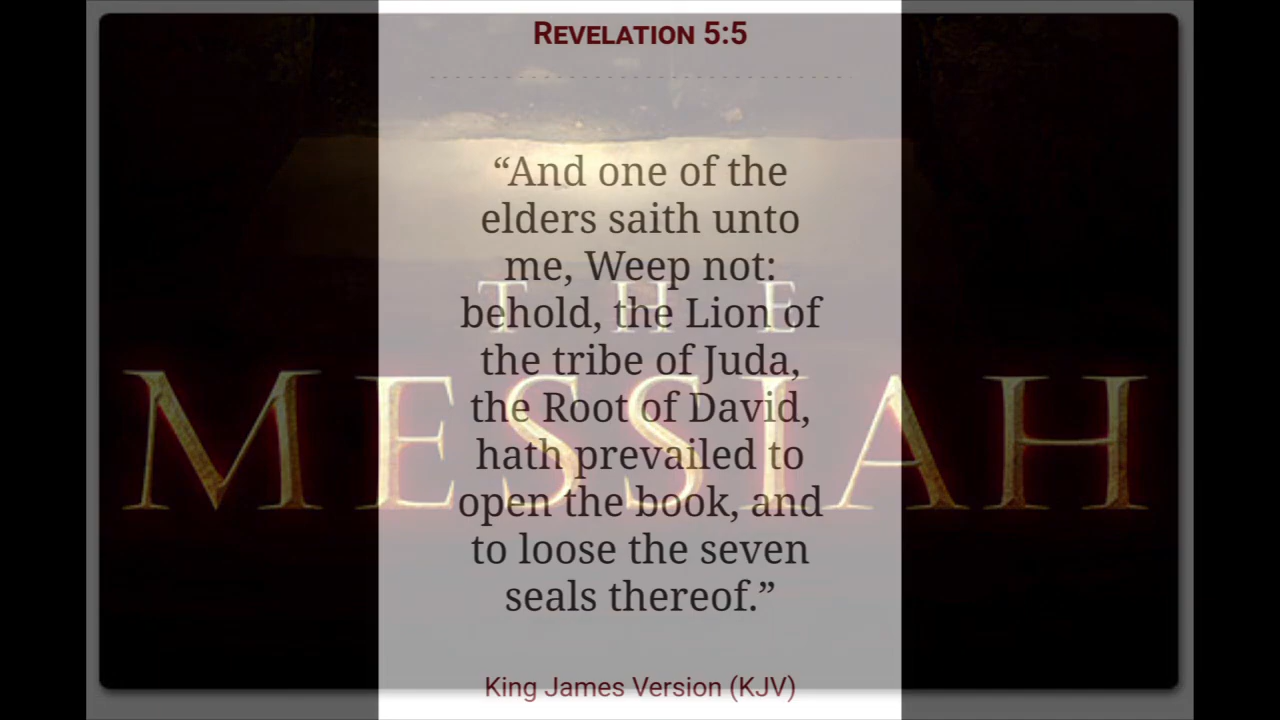 REVELATION 5:5
“And one of the
elders saith unto
me, Weep not:
THE
behold, the Lion of
the tribe of Juda,
MESSIAH
the Root of David,
hath prevailed to
open the book, and
to loose the seven
seals thereof.”
King James Version (KJV)